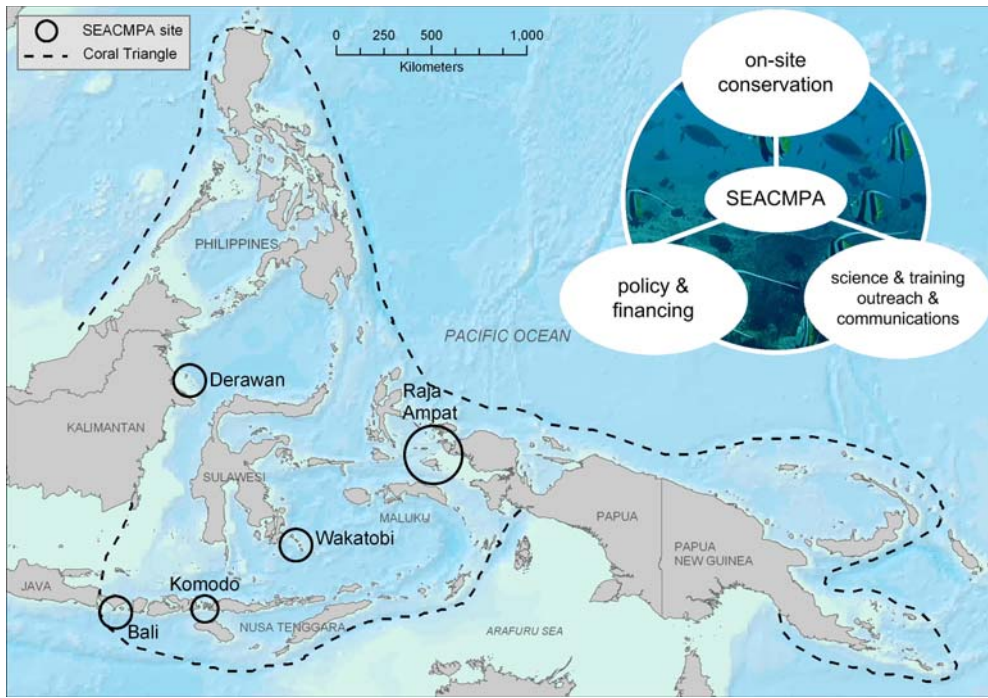 SEACMPA site
Coral Triangle
0 250 500 1,000
Kilometers
on-site
conservation
SEACMPA
policy &
financing
science & training
outreach &
communications
PHILIPPINES
PACIFIC OCEAN
Derawan
Raja
Ampat
KALIMANTAN
SULAWESI
MALUKU
PAPUA
PAPUA
NEW GUINEA
Wakatobi
JAVA
Komodo
Bali
NUSA TENGGARA
ARAFURU SEA